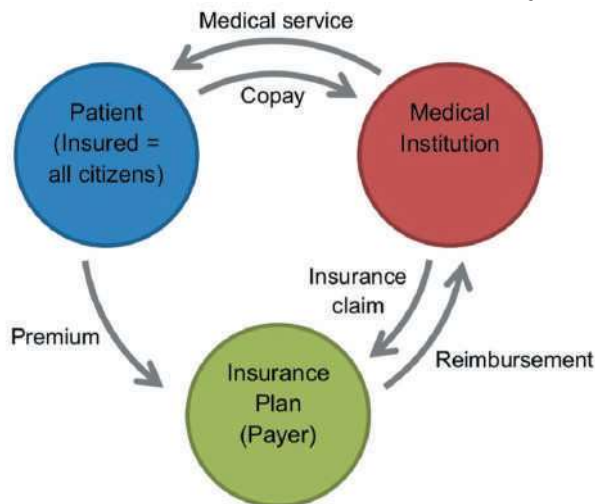 Medical service
Copay
Patient
(Insured =
all citizens)
Medical
Institution
Insurance
claim
Premium
Reimbursement
Insurance
Plan
(Payer)